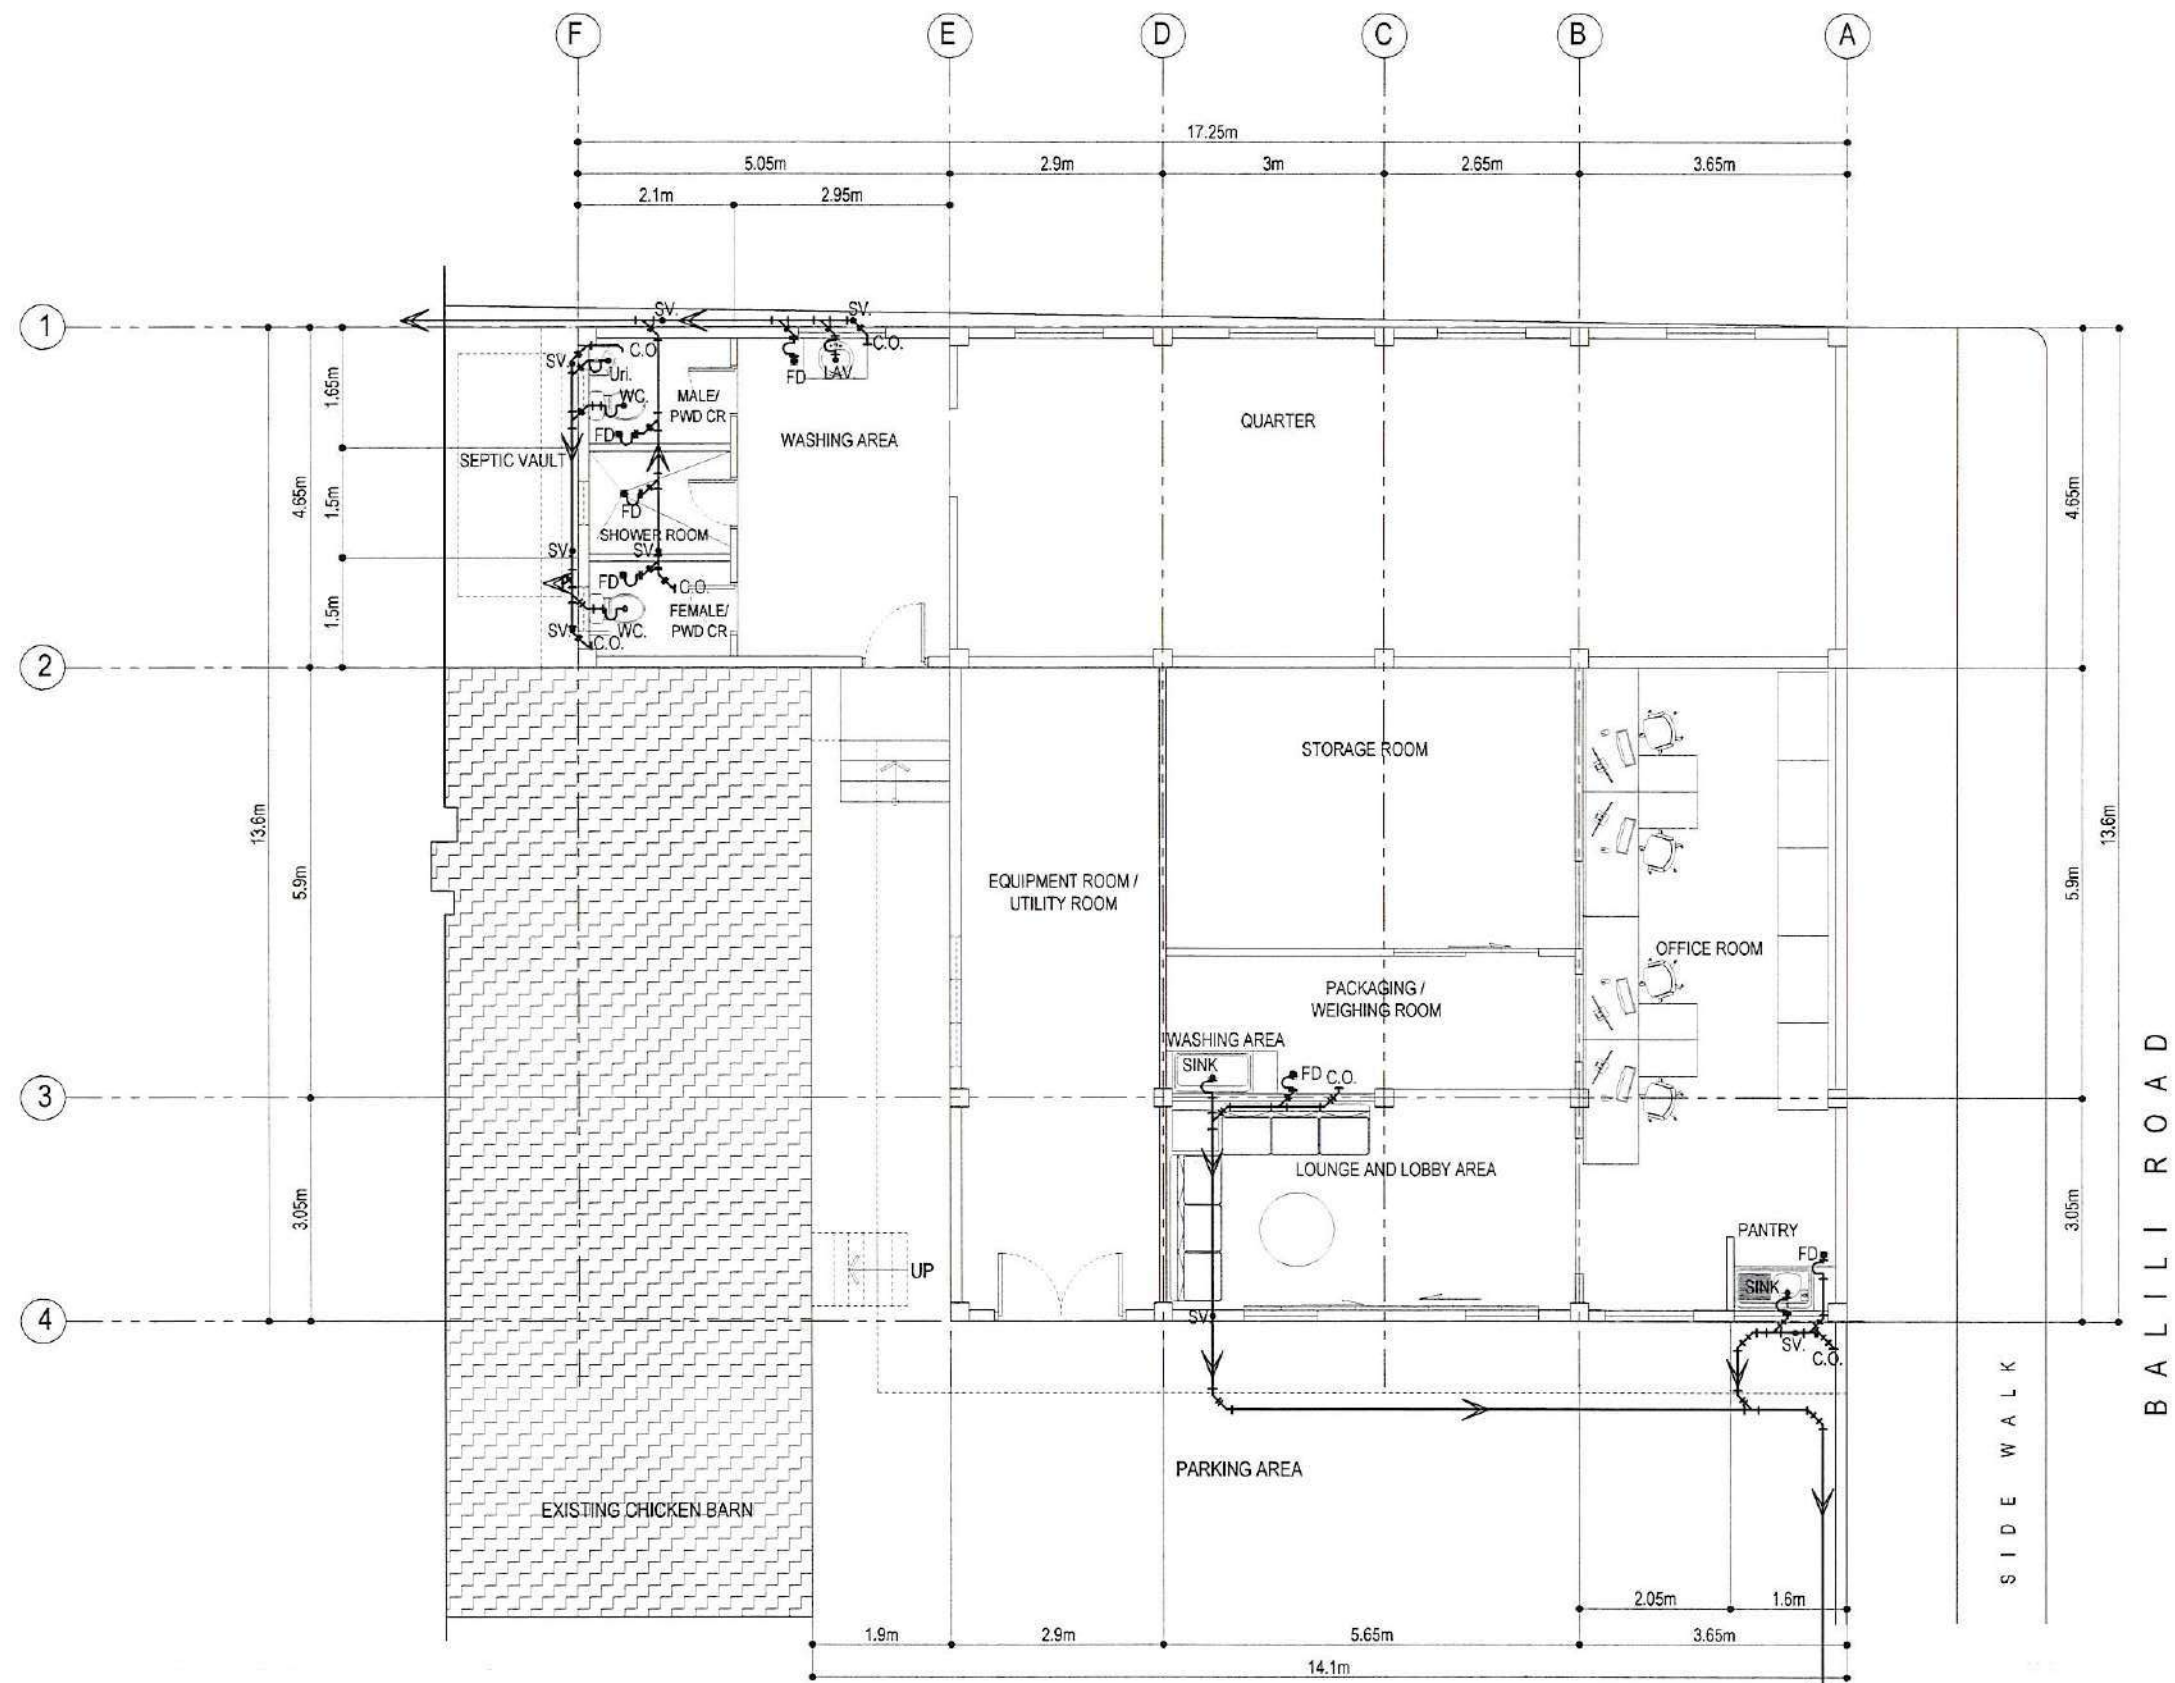 F
E
D
C
B
A
17.25m
5.05m
2.9m
3m
2.65m
3.65m
2.1m
2.95m
1
SV.
SV.
C.O.
C.O.
SV.
Uri.
FD
LAV.
WC.
MALE/
PWD CR
FD
QUARTER
WASHING AREA
SEPTIC VAULT
1.65m
4.65m
1.5m
4.65m
FD
SHOWER ROOM
SV.
SV.
FD
C.O.
FEMALE/
PWD CR
1.5m
SV.
WC.
C.O.
2
STORAGE ROOM
13.6m
5.9m
13.6m
5.9m
EQUIPMENT ROOM /
UTILITY ROOM
OFFICE ROOM
PACKAGING /
WEIGHING ROOM
WASHING AREA
SINK
FD
C.O.
3
LOUNGE AND LOBBY AREA
3.05m
3.05m
PANTRY
FD
UP
SINK
4
SV.
SV.
C.O.
PARKING AREA
EXISTING CHICKEN BARN
SIDE WALK
BALILI ROAD
2.05m
1.6m
1.9m
2.9m
5.65m
3.65m
14.1m